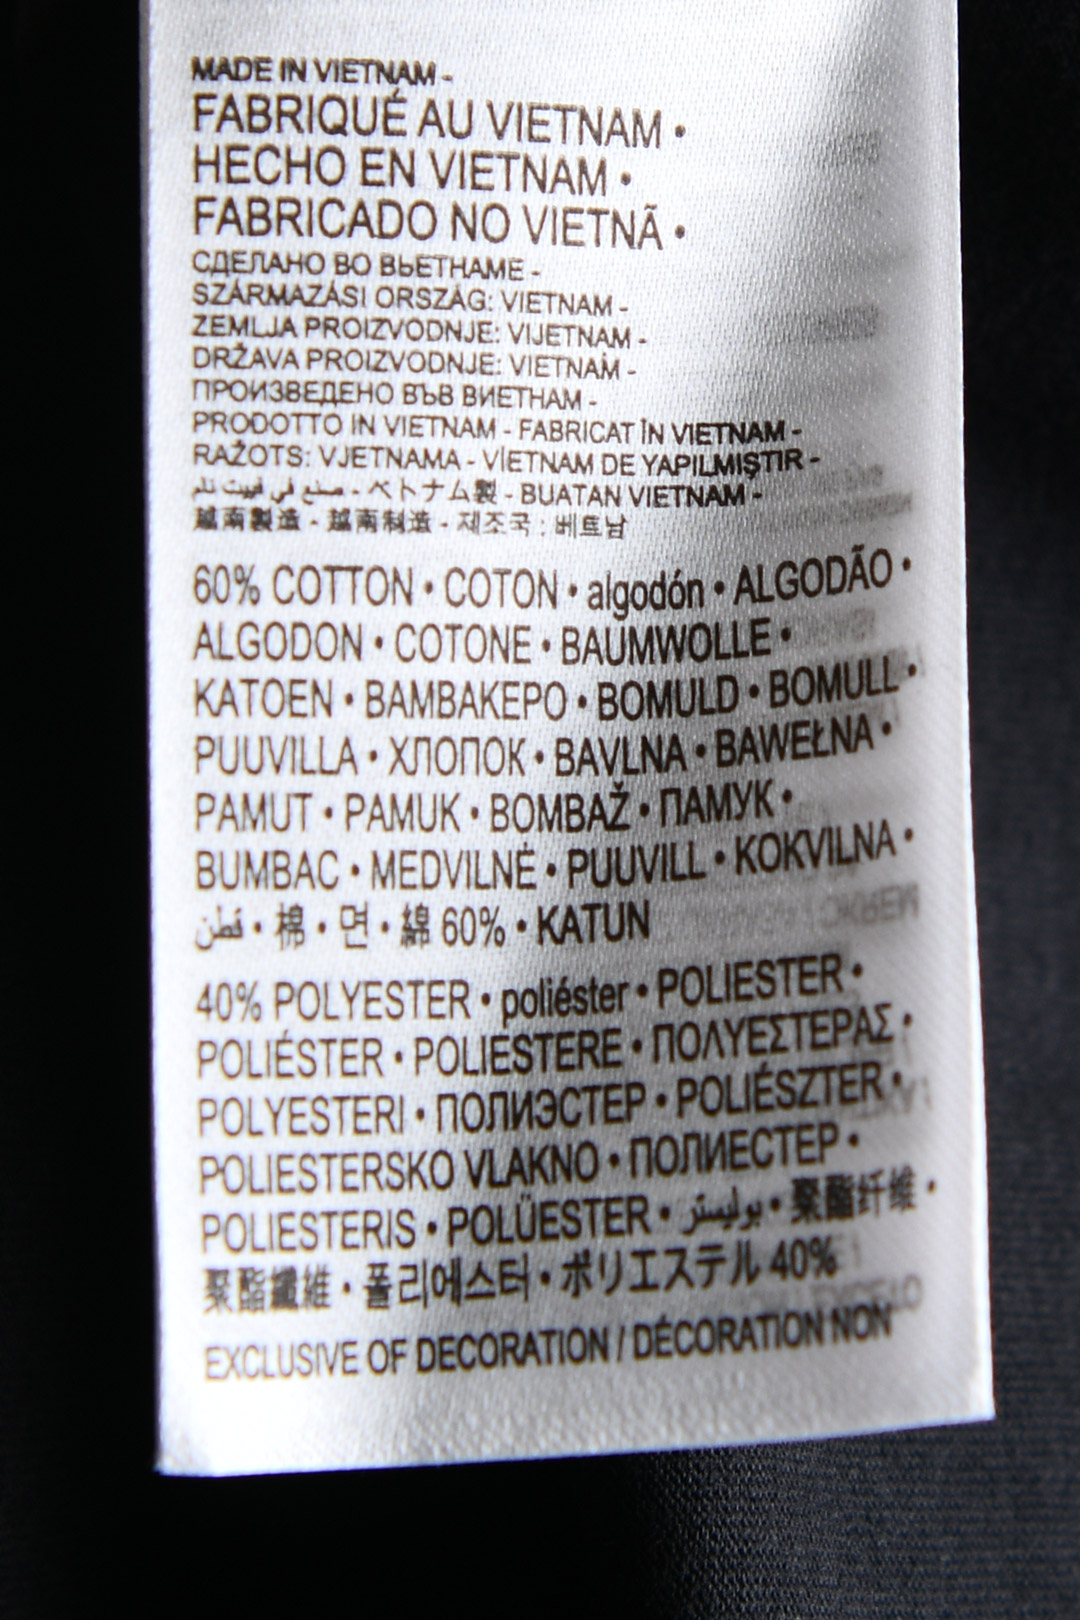 MADE IN VIETNAM -
FABRIQUÉ AU VIETNAM •
HECHO EN VIETNAM •
FABRICADO NO VIETNÃ •
СДЕЛАНО ВО ВЬЕТНАМЕ -
SZÁRMAZÁSI ORSZÁG: VIETNAM -
ZEMLJA PROIZVODNJE: VIJETNAM -
DRŽAVA PROIZVODNJE: VIETNAM -
ПРОИЗВЕДЕНО ВЪВ ВИЕТНАМ -
PRODOTTO IN VIETNAM - FABRICAT ÎN VIETNAM -
RAŽOTS: VJETNAMA - VİETNAM DE YAPILMIŞTIR -
صنع في فييت نام - ベトナム製 - BUATAN VIETNAM -
越南製造 - 越南制造 - 제조국 : 베트남
60% COTTON • COTON • algodón • ALGODÃO •
ALGODON • COTONE • BAUMWOLLE •
KATOEN • ΒΑΜΒΑΚΕΡΟ • BOMULD • BOMULL •
PUUVILLA • ХЛОПОК • BAVLNA • BAWEŁNA •
PAMUT • PAMUK • BOMBAŽ • ПАМУК •
BUMBAC • MEDVILNĖ • PUUVILL • KOKVILNA •
قطن • 棉 • 면 • 綿 60% • KATUN
40% POLYESTER • poliéster • POLIESTER •
POLIÉSTER • POLIESTERE • ΠΟΛΥΕΣΤΕΡΑΣ •
POLYESTERI • ПОЛИЭСТЕР • POLIÉSZTER •
POLIESTERSKO VLAKNO • ПОЛИЕСТЕР •
POLIESTERIS • POLÜESTER • بوليستر • 聚酯纤维 •
聚酯纖維 • 폴리에스터 • ポリエステル 40%
EXCLUSIVE OF DECORATION / DÉCORATION NON